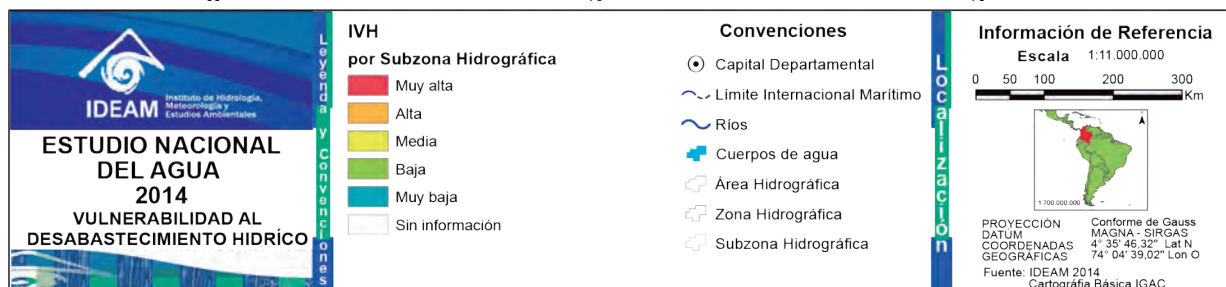 IDEAM
Instituto de Hidrología,
Meteorología y
Estudios Ambientales
ESTUDIO NACIONAL
DEL AGUA
2014
VULNERABILIDAD AL
DESABASTECIMIENTO HIDRÍCO
Leyenda y Convenciones
IVH
por Subzona Hidrográfica
Muy alta
Alta
Media
Baja
Muy baja
Sin información
Convenciones
Capital Departamental
Límite Internacional Marítimo
Ríos
Cuerpos de agua
Área Hidrográfica
Zona Hidrográfica
Subzona Hidrográfica
Localización
Información de Referencia
Escala 1:11.000.000
0 50 100 150 200 300
Km
1:700.000.000
PROYECCIÓN Conforme de Gauss
DATUM MAGNA - SIRGAS
COORDENADAS 4° 35' 46,32" Lat N
GEOGRÁFICAS 74° 04' 39,02" Lon O
Fuente: IDEAM 2014
Cartografia Básica IGAC